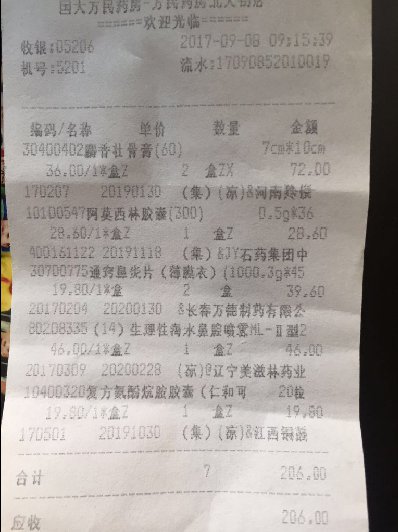 国大万民药房-万民药房北大街店
======欢迎光临======
收银:05206 2017-09-08 09:15:39
机号:5201 流水:17090852010019
编码/名称 单价 数量 金额
30400402麝香壮骨膏(60) 7cm*10cm
36.00/1*盒Z 2 盒ZX 72.00
170207 20190130 (集)(凉)&河南羚锐
10100547阿莫西林胶囊(300) 0.5g*36
28.60/1*盒Z 1 盒Z 28.60
400161122 20191118 (集)&JY石药集团中
30700775通窍鼻炎片(薄膜衣)(1000.3g*45
19.80/1*盒 2 盒 39.60
20170204 20200130 &长春万德制药有限公
80208335(14)生理性海水鼻腔喷雾ML-Ⅱ型2
46.00/1*盒Z 1 盒Z 46.00
20170309 20200228 (凉)@辽宁美滋林药业
10400320复方氨酚烷胺胶囊(仁和可 20粒
19.80/1*盒Z 1 盒Z 19.80
170501 20191030 (集)(凉)&江西铜鼓
合计 7 206.00
应收 206.00